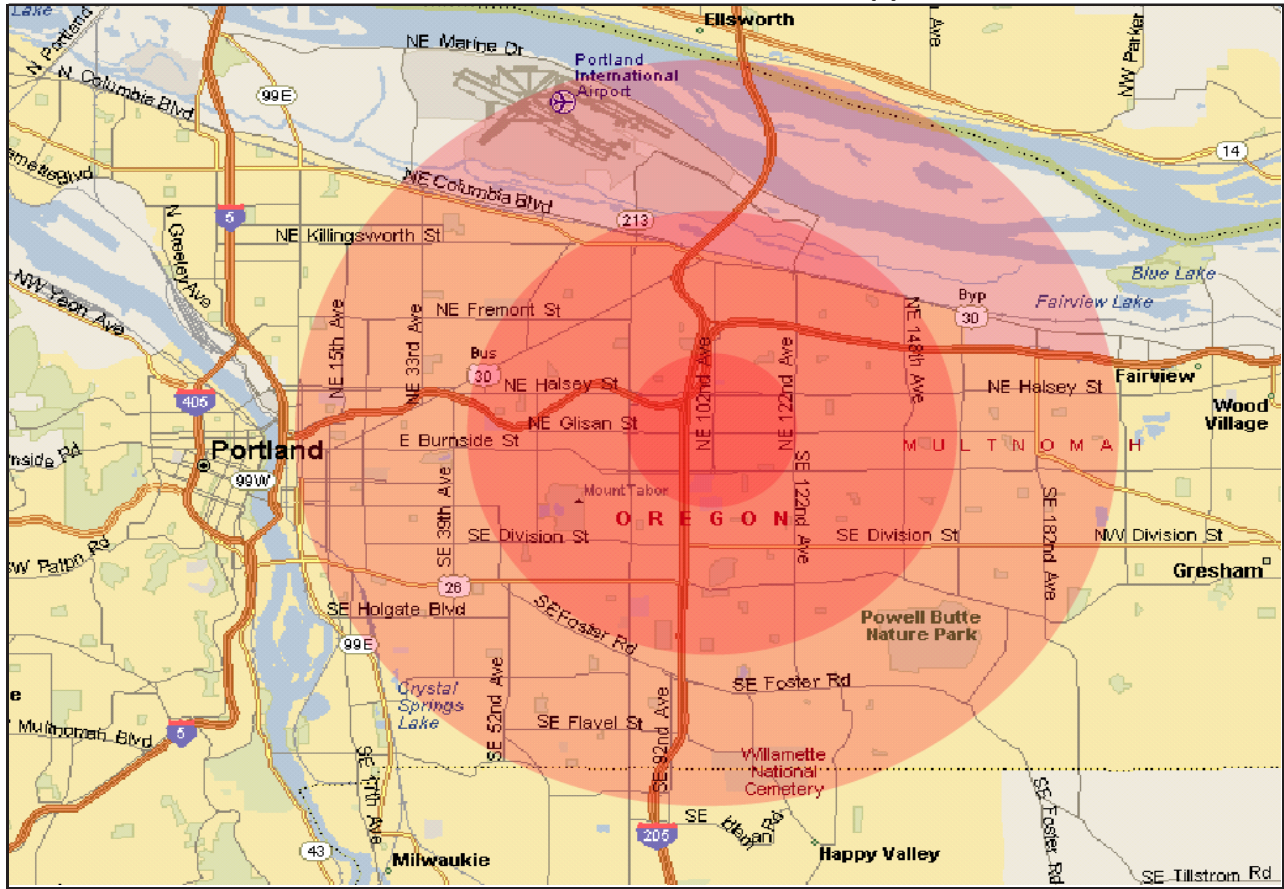 Lake
Ellsworth
NE Marine Dr
Ave
NW Parker
N Portland
Portland
International
Airport
N Columbia Blvd
99E
14
NE Columbia Blvd
213
5
NE Killingsworth St
N Greeley Ave
Blue Lake
NW Yeon Ave
Fairview Lake
Byp
30
NE 15th Ave
NE 33rd Ave
NE Fremont St
NE 148th Ave
Bus
30
NE Halsey St
NE 102nd Ave
NE 122nd Ave
NE Halsey St
Fairview
405
NE Glisan St
Wood
Village
Portland
E Burnside St
MULTNOMAH
99W
Mount Tabor
OREGON
SE 39th Ave
SE Division St
SE 122nd Ave
SE Division St
SE 182nd Ave
NW Division St
Gresham
26
SE Holgate Blvd
SE Foster Rd
Powell Butte
Nature Park
99E
Crystal
Springs
Lake
SE 52nd Ave
SE Foster Rd
SE Flavel St
SE 92nd Ave
5
SE 17th Ave
Willamette
National
Cemetery
SE Foster Rd
205
43
Milwaukie
Happy Valley
SE Tillstrom Rd